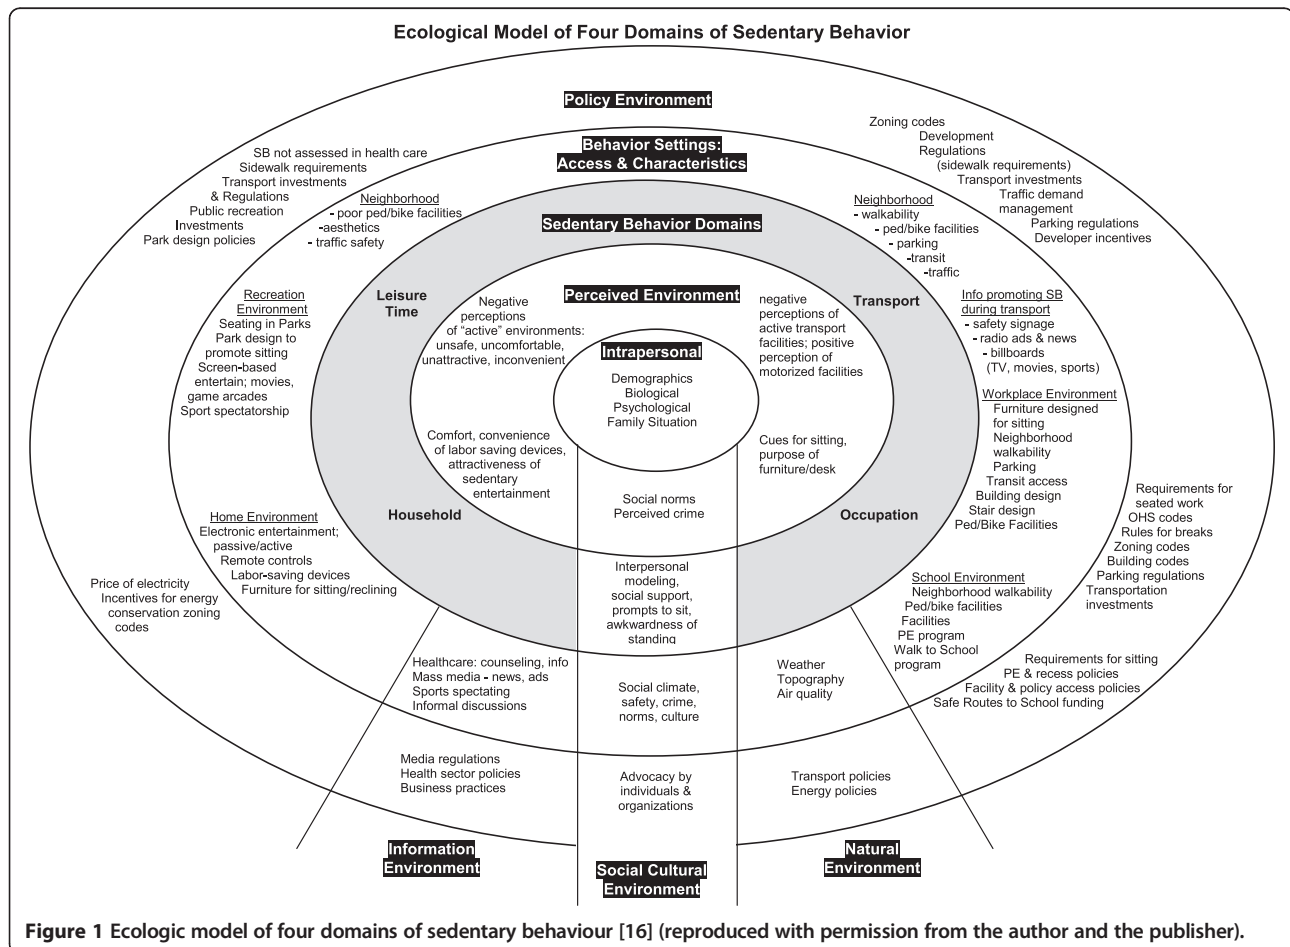 Ecological Model of Four Domains of Sedentary Behavior
Policy Environment
Behavior Settings:
Access & Characteristics
Sedentary Behavior Domains
Perceived Environment
Intrapersonal
Demographics
Biological
Psychological
Family Situation
SB not assessed in health care
Sidewalk requirements
Transport investments
& Regulations
Public recreation
Investments
Park design policies
Neighborhood
- poor ped/bike facilities
-aesthetics
- traffic safety
Zoning codes
Development
Regulations
(sidewalk requirements)
Transport investments
Traffic demand
management
Parking regulations
Developer incentives
Neighborhood
- walkability
- ped/bike facilities
- parking
-transit
-traffic
Recreation
Environment
Seating in Parks
Park design to
promote sitting
Screen-based
entertain; movies,
game arcades
Sport spectatorship
Leisure
Time
Negative
perceptions
of “active” environments:
unsafe, uncomfortable,
unattractive, inconvenient
negative
perceptions of
active transport
facilities; positive
perception of
motorized facilities
Transport
Info promoting SB
during transport
- safety signage
- radio ads & news
- billboards
(TV, movies, sports)
Workplace Environment
Furniture designed
for sitting
Neighborhood
walkability
Parking
Transit access
Building design
Stair design
Ped/Bike Facilities
Comfort, convenience
of labor saving devices,
attractiveness of
sedentary
entertainment
Cues for sitting,
purpose of
furniture/desk
Household
Social norms
Perceived crime
Occupation
Home Environment
Electronic entertainment;
passive/active
Remote controls
Labor-saving devices
Furniture for sitting/reclining
Price of electricity
Incentives for energy
conservation zoning
codes
Interpersonal
modeling,
social support,
prompts to sit,
awkwardness of
standing
School Environment
Neighborhood walkability
Ped/bike facilities
Facilities
PE program
Walk to School
program
Requirements for
seated work
OHS codes
Rules for breaks
Zoning codes
Building codes
Parking regulations
Transportation
investments
Requirements for sitting
PE & recess policies
Facility & policy access policies
Safe Routes to School funding
Healthcare: counseling, info
Mass media - news, ads
Sports spectating
Informal discussions
Social climate,
safety, crime,
norms, culture
Weather
Topography
Air quality
Media regulations
Health sector policies
Business practices
Advocacy by
individuals &
organizations
Transport policies
Energy policies
Information
Environment
Social Cultural
Environment
Natural
Environment
Figure 1 Ecologic model of four domains of sedentary behaviour [16] (reproduced with permission from the author and the publisher).